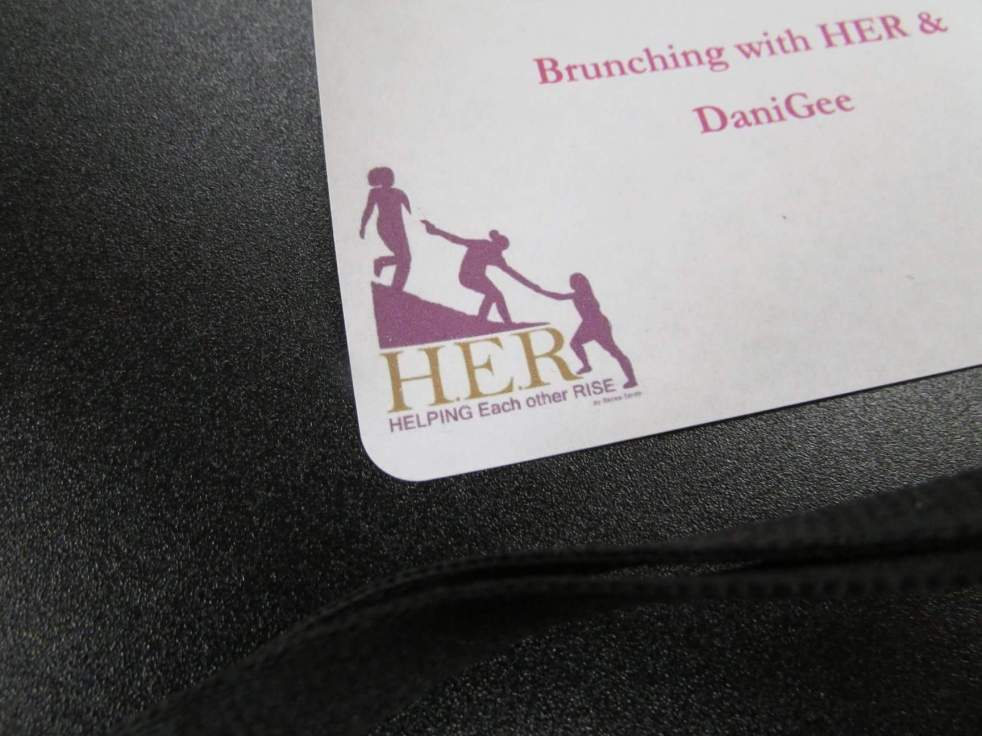 Brunching with HER &
DaniGee
H.E.R
HELPING Each other RISE